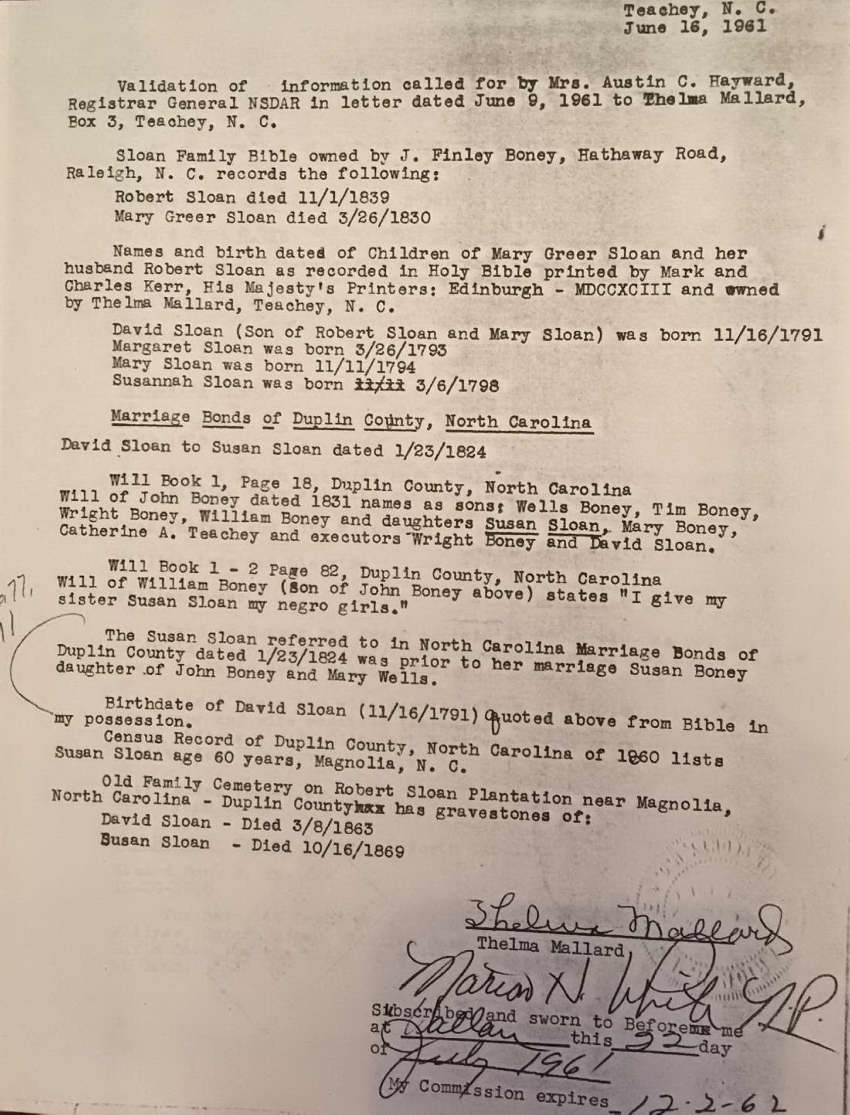 Teachey, N. C.
June 16, 1961
Validation of information called for by Mrs. Austin C. Hayward,
Registrar General NSDAR in letter dated June 9, 1961 to Thelma Mallard,
Box 3, Teachey, N. C.
Sloan Family Bible owned by J. Finley Boney, Hathaway Road,
Raleigh, N. C. records the following:
Robert Sloan died 11/1/1839
Mary Greer Sloan died 3/26/1830
Names and birth dates of Children of Mary Greer Sloan and her
husband Robert Sloan as recorded in Holy Bible printed by Mark and
Charles Kerr, His Majesty's Printers: Edinburgh - MDCCXCIII and owned
by Thelma Mallard, Teachey, N. C.
David Sloan (Son of Robert Sloan and Mary Sloan) was born 11/16/1791
Margaret Sloan was born 3/26/1793
Mary Sloan was born 11/11/1794
Susannah Sloan was born 11/11 3/6/1798
Marriage Bonds of Duplin County, North Carolina
David Sloan to Susan Sloan dated 1/23/1824
Will Book 1, Page 18, Duplin County, North Carolina
Will of John Boney dated 1831 names as sons: Wells Boney, Tim Boney,
Wright Boney, William Boney and daughters Susan Sloan, Mary Boney,
Catherine A. Teachey and executors Wright Boney and David Sloan.
Will Book 1 - 2 Page 82, Duplin County, North Carolina
Will of William Boney (Son of John Boney above) states "I give my
sister Susan Sloan my negro girls."
The Susan Sloan referred to in North Carolina Marriage Bonds of
Duplin County dated 1/23/1824 was prior to her marriage Susan Boney
daughter of John Boney and Mary Wells.
Birthdate of David Sloan (11/16/1791) Quoted above from Bible in
my possession.
Census Record of Duplin County, North Carolina of 1860 lists
Susan Sloan age 60 years, Magnolia, N. C.
Old Family Cemetery on Robert Sloan Plantation near Magnolia,
North Carolina - Duplin County has gravestones of:
David Sloan - Died 3/8/1863
Susan Sloan - Died 10/16/1869
Thelma Mallard
Thelma Mallard
Marion N. White N.P.
Subscribed and sworn to Before me
at this 22 day
of July 1961
My Commission expires 12-2-62